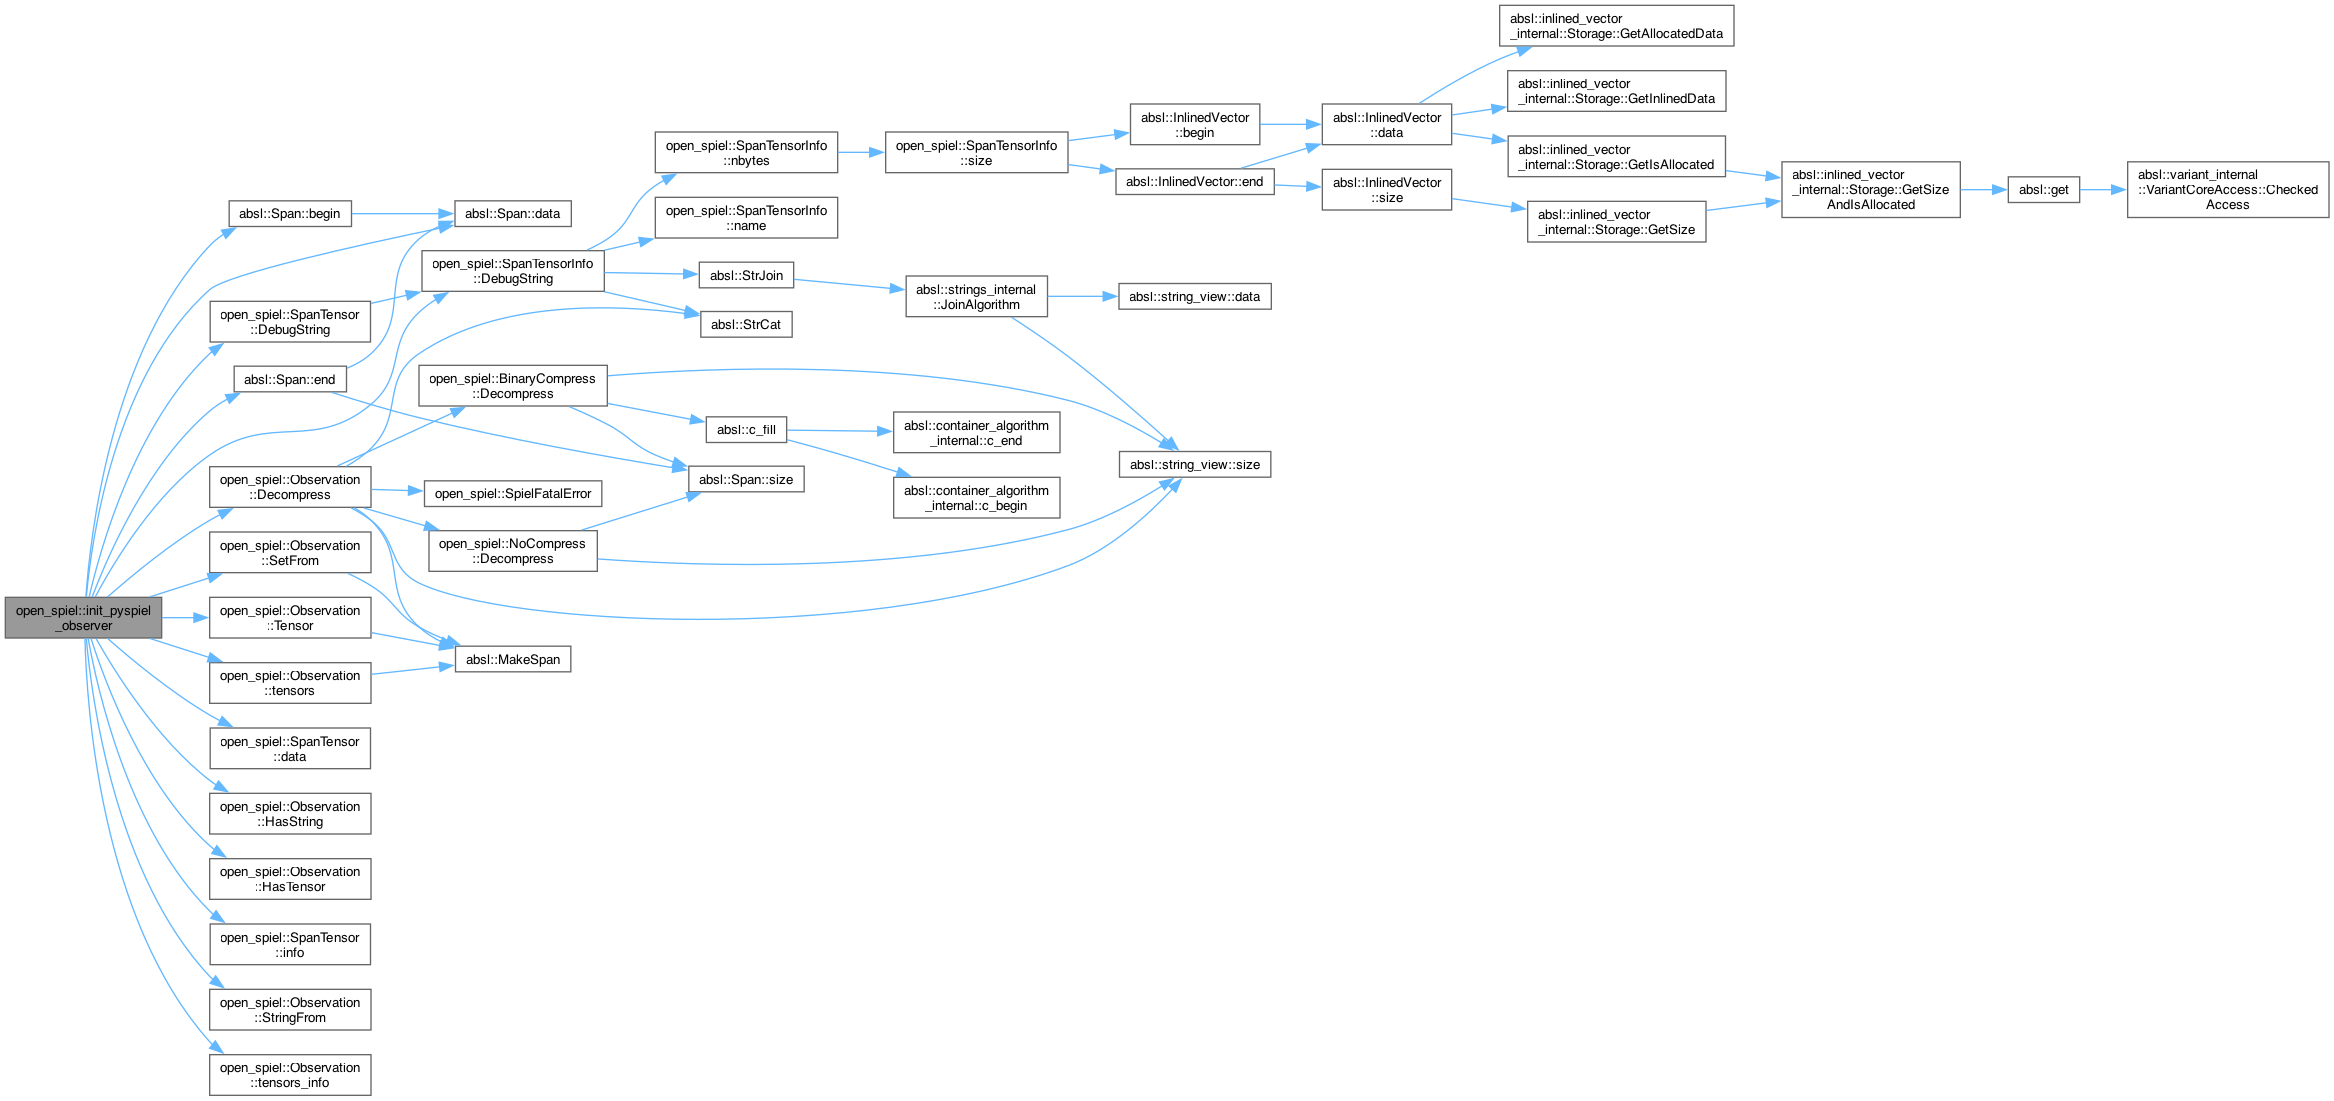 open_spiel::init_pyspiel
_observer
absl::Span::begin
open_spiel::SpanTensor
::DebugString
absl::Span::end
open_spiel::Observation
::Decompress
open_spiel::Observation
::SetFrom
open_spiel::Observation
::Tensor
open_spiel::Observation
::tensors
open_spiel::SpanTensor
::data
open_spiel::Observation
::HasString
open_spiel::Observation
::HasTensor
open_spiel::SpanTensor
::info
open_spiel::Observation
::StringFrom
open_spiel::Observation
::tensors_info
absl::Span::data
open_spiel::SpanTensorInfo
::DebugString
open_spiel::BinaryCompress
::Decompress
open_spiel::SpielFatalError
open_spiel::NoCompress
::Decompress
absl::MakeSpan
open_spiel::SpanTensorInfo
::nbytes
open_spiel::SpanTensorInfo
::name
absl::StrJoin
absl::StrCat
absl::c_fill
absl::Span::size
open_spiel::SpanTensorInfo
::size
absl::strings_internal
::JoinAlgorithm
absl::container_algorithm
_internal::c_end
absl::container_algorithm
_internal::c_begin
absl::InlinedVector
::begin
absl::InlinedVector::end
absl::string_view::data
absl::string_view::size
absl::InlinedVector
::data
absl::InlinedVector
::size
absl::inlined_vector
_internal::Storage::GetAllocatedData
absl::inlined_vector
_internal::Storage::GetInlinedData
absl::inlined_vector
_internal::Storage::GetIsAllocated
absl::inlined_vector
_internal::Storage::GetSize
absl::inlined_vector
_internal::Storage::GetSize
AndIsAllocated
absl::get
absl::variant_internal
::VariantCoreAccess::Checked
Access